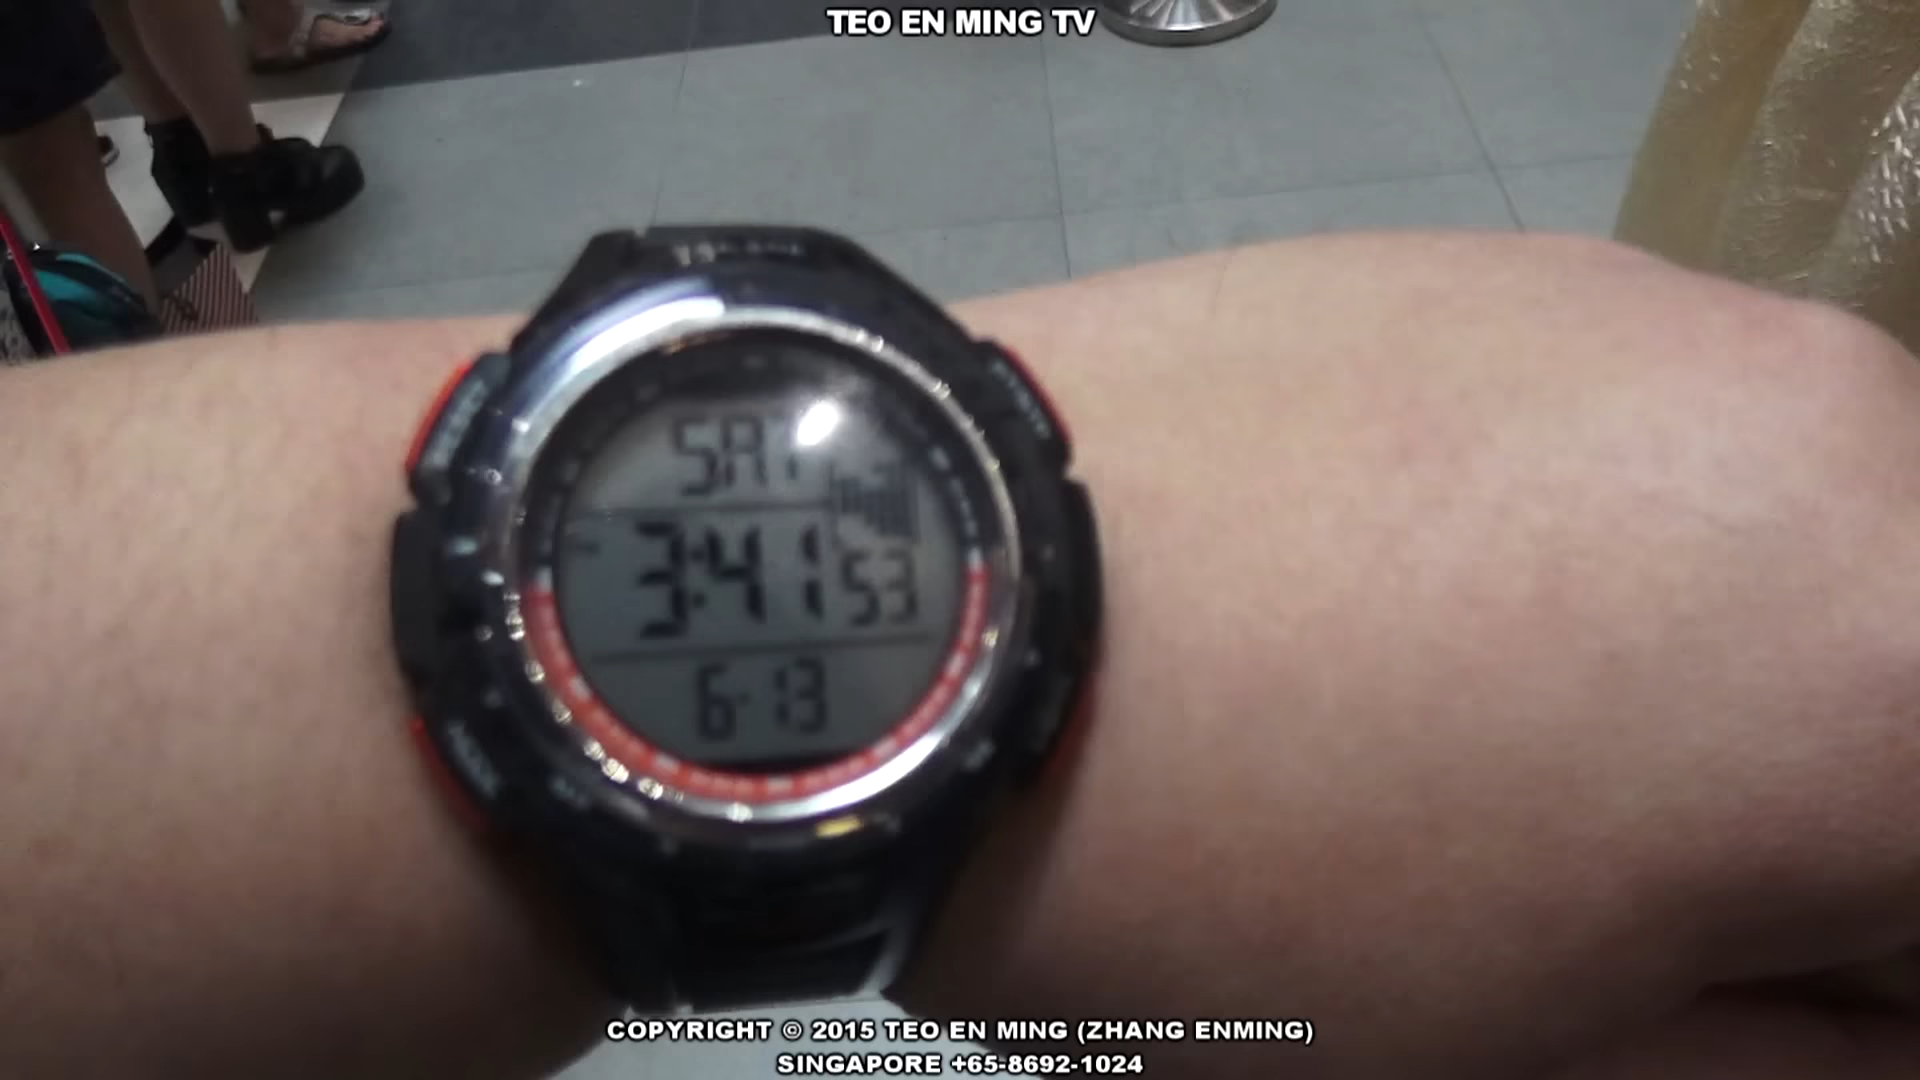 TEO EN MING TV
SAT
3:41 53
6-13
COPYRIGHT © 2015 TEO EN MING (ZHANG ENMING)
SINGAPORE +65-8692-1024